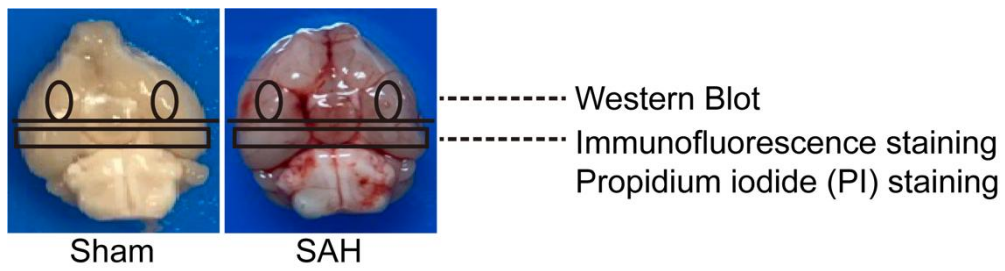 Western Blot
Immunofluorescence staining
Propidium iodide (PI) staining
Sham
SAH